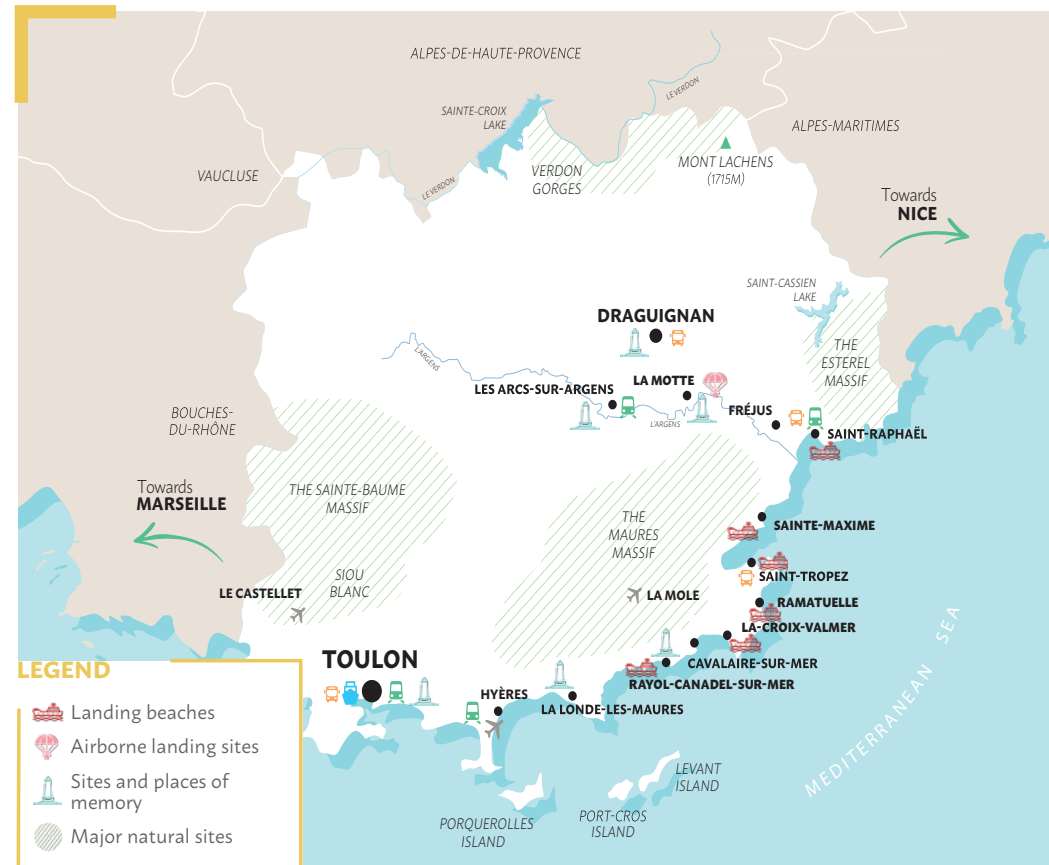 ALPES-DE-HAUTE-PROVENCE
LE VERDON
SAINTE-CROIX
LAKE
ALPES-MARITIMES
MONT LACHENS
(1715M)
VERDON
GORGES
VAUCLUSE
LE VERDON
Towards
NICE
SAINT-CASSIEN
LAKE
DRAGUIGNAN
THE
ESTEREL
MASSIF
L'ARGENS
LA MOTTE
LES ARCS-SUR-ARGENS
FRÉJUS
L'ARGENS
BOUCHES-
DU-RHÔNE
SAINT-RAPHAËL
Towards
MARSEILLE
THE SAINTE-BAUME
MASSIF
THE
MAURES
MASSIF
SAINTE-MAXIME
SIOU
BLANC
SAINT-TROPEZ
LE CASTELLET
LA MOLE
RAMATUELLE
LA-CROIX-VALMER
MEDITERRANEAN SEA
TOULON
CAVALAIRE-SUR-MER
RAYOL-CANADEL-SUR-MER
HYÈRES
LA LONDE-LES-MAURES
LEVANT
ISLAND
PORT-CROS
ISLAND
PORQUEROLLES
ISLAND
LEGEND
Landing beaches
Airborne landing sites
Sites and places of
memory
Major natural sites